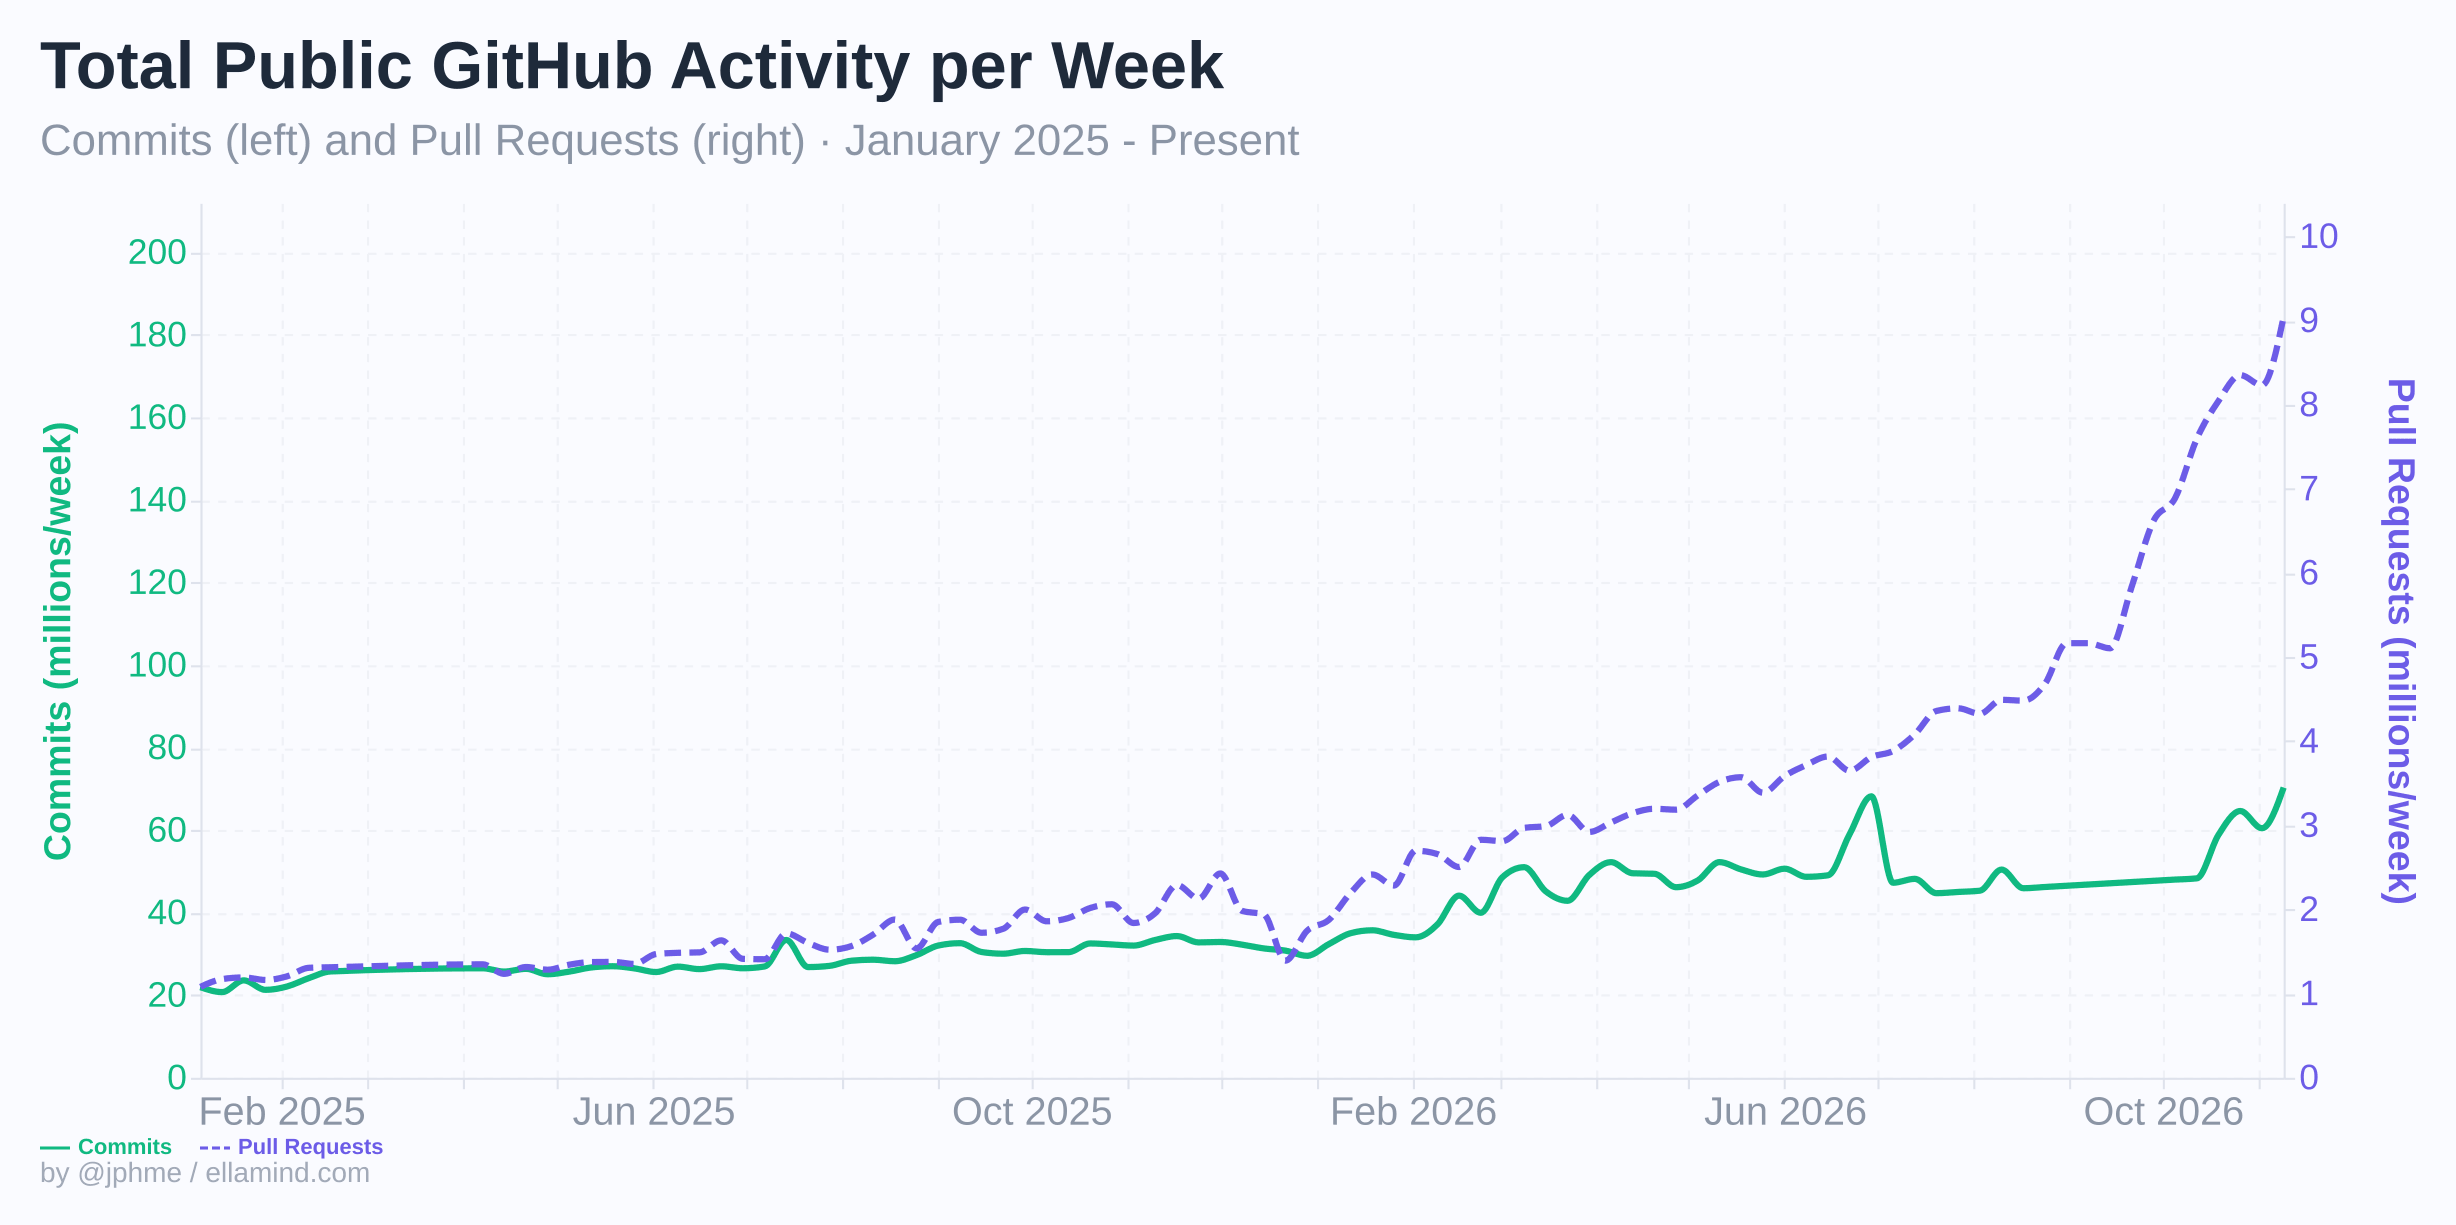 Total Public GitHub Activity per Week
Commits (left) and Pull Requests (right) · January 2025 - Present
Commits (millions/week)
200
180
160
140
120
100
80
60
40
20
0
10
9
8
7
6
5
4
3
2
1
0
Pull Requests (millions/week)
Feb 2025
Jun 2025
Oct 2025
Feb 2026
Jun 2026
Oct 2026
Commits
Pull Requests
by @jphme / ellamind.com